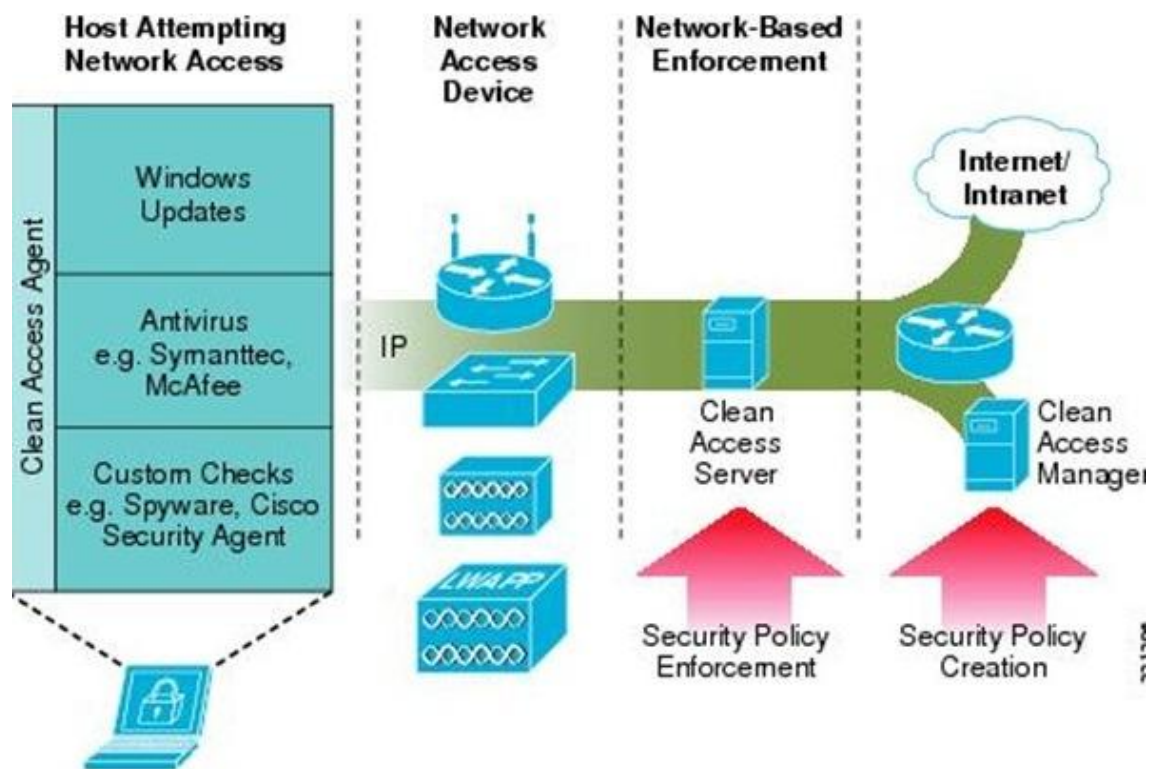 Host Attempting
Network Access
Network
Access
Device
Network-Based
Enforcement
Clean Access Agent
Windows
Updates
Antivirus
e.g. Symanttec,
McAfee
Custom Checks
e.g. Spyware, Cisco
Security Agent
IP
LWAPP
Internet/
Intranet
Clean
Access
Server
Clean
Access
Manager
Security Policy
Enforcement
Security Policy
Creation